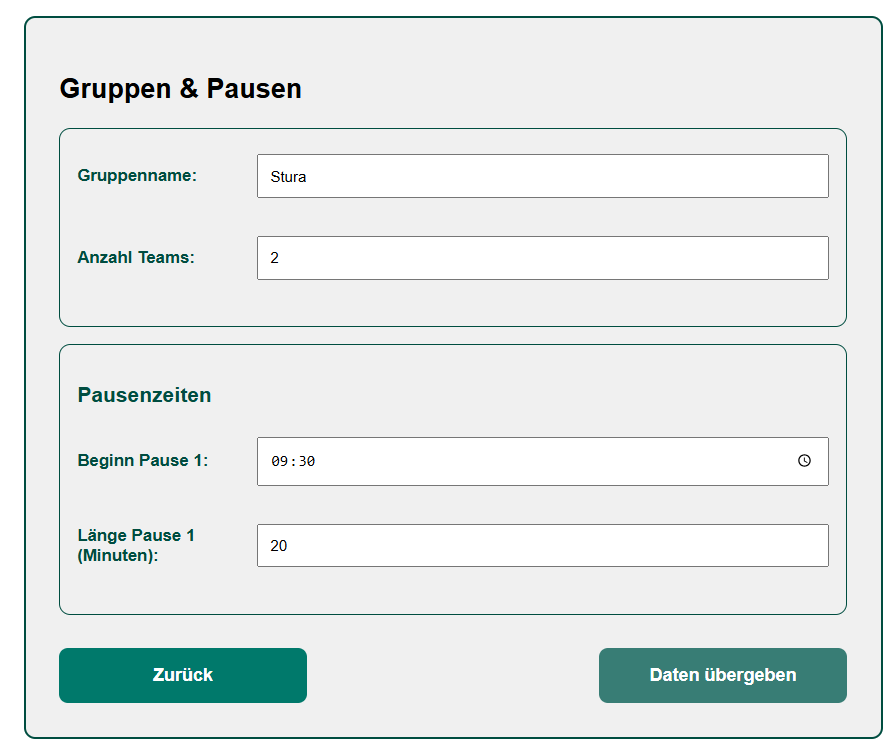 Gruppen & Pausen
Gruppenname:
Stura
Anzahl Teams:
2
Pausenzeiten
Beginn Pause 1:
09:30
Länge Pause 1
(Minuten):
20
Zurück
Daten übergeben